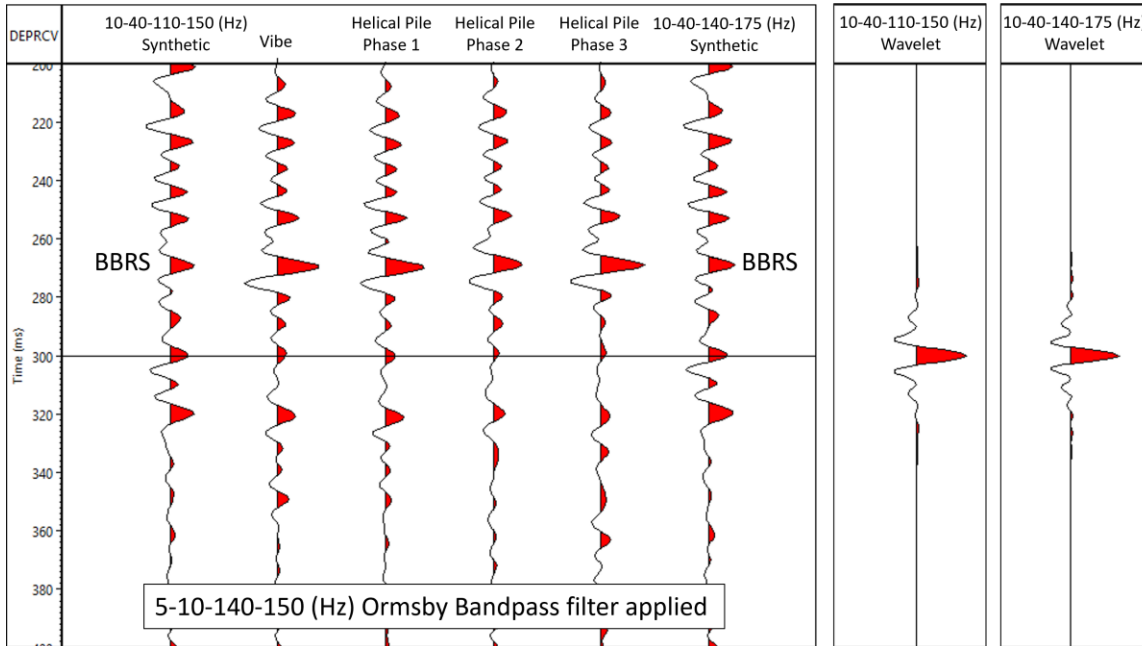 DEPRCV
10-40-110-150 (Hz)
Synthetic
Vibe
Helical Pile
Phase 1
Helical Pile
Phase 2
Helical Pile
Phase 3
10-40-140-175 (Hz)
Synthetic
10-40-110-150 (Hz)
Wavelet
10-40-140-175 (Hz)
Wavelet
200
220
240
260
280
300
320
340
360
380
Time (ms)
BBRS
BBRS
5-10-140-150 (Hz) Ormsby Bandpass filter applied